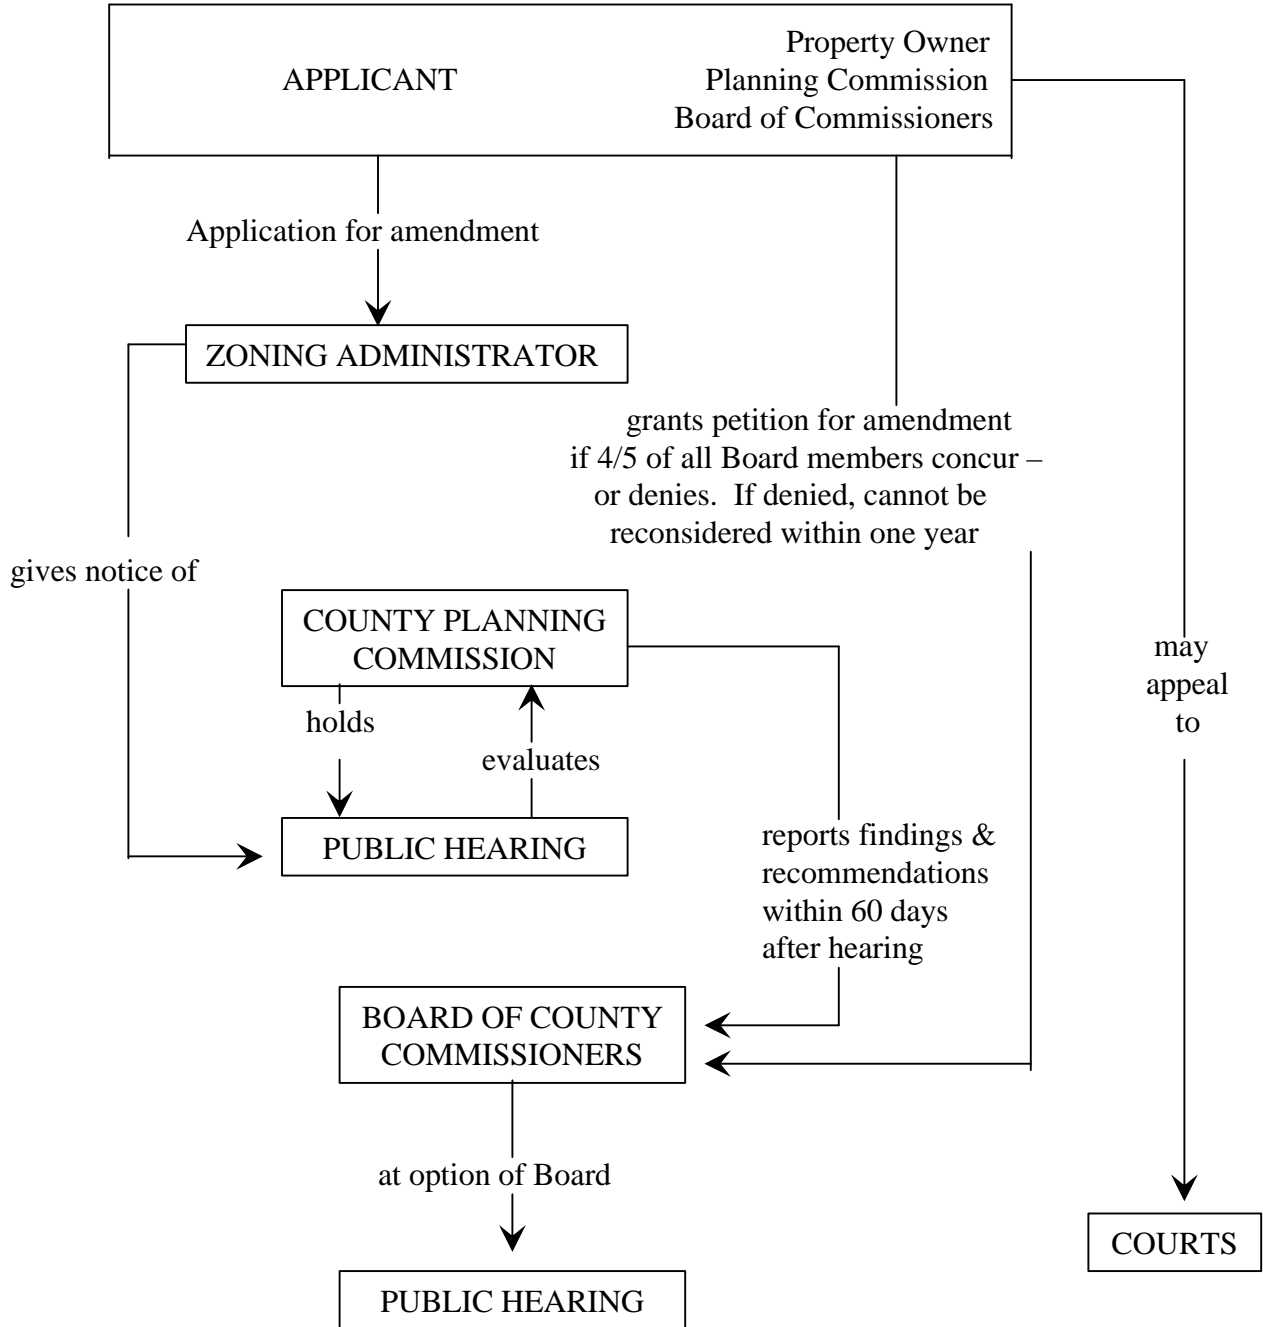 APPLICANT
Property Owner
Planning Commission
Board of Commissioners
Application for amendment
ZONING ADMINISTRATOR
grants petition for amendment
if 4/5 of all Board members concur –
or denies. If denied, cannot be
reconsidered within one year
gives notice of
COUNTY PLANNING
COMMISSION
holds
evaluates
PUBLIC HEARING
may
appeal
to
reports findings &
recommendations
within 60 days
after hearing
BOARD OF COUNTY
COMMISSIONERS
at option of Board
COURTS
PUBLIC HEARING